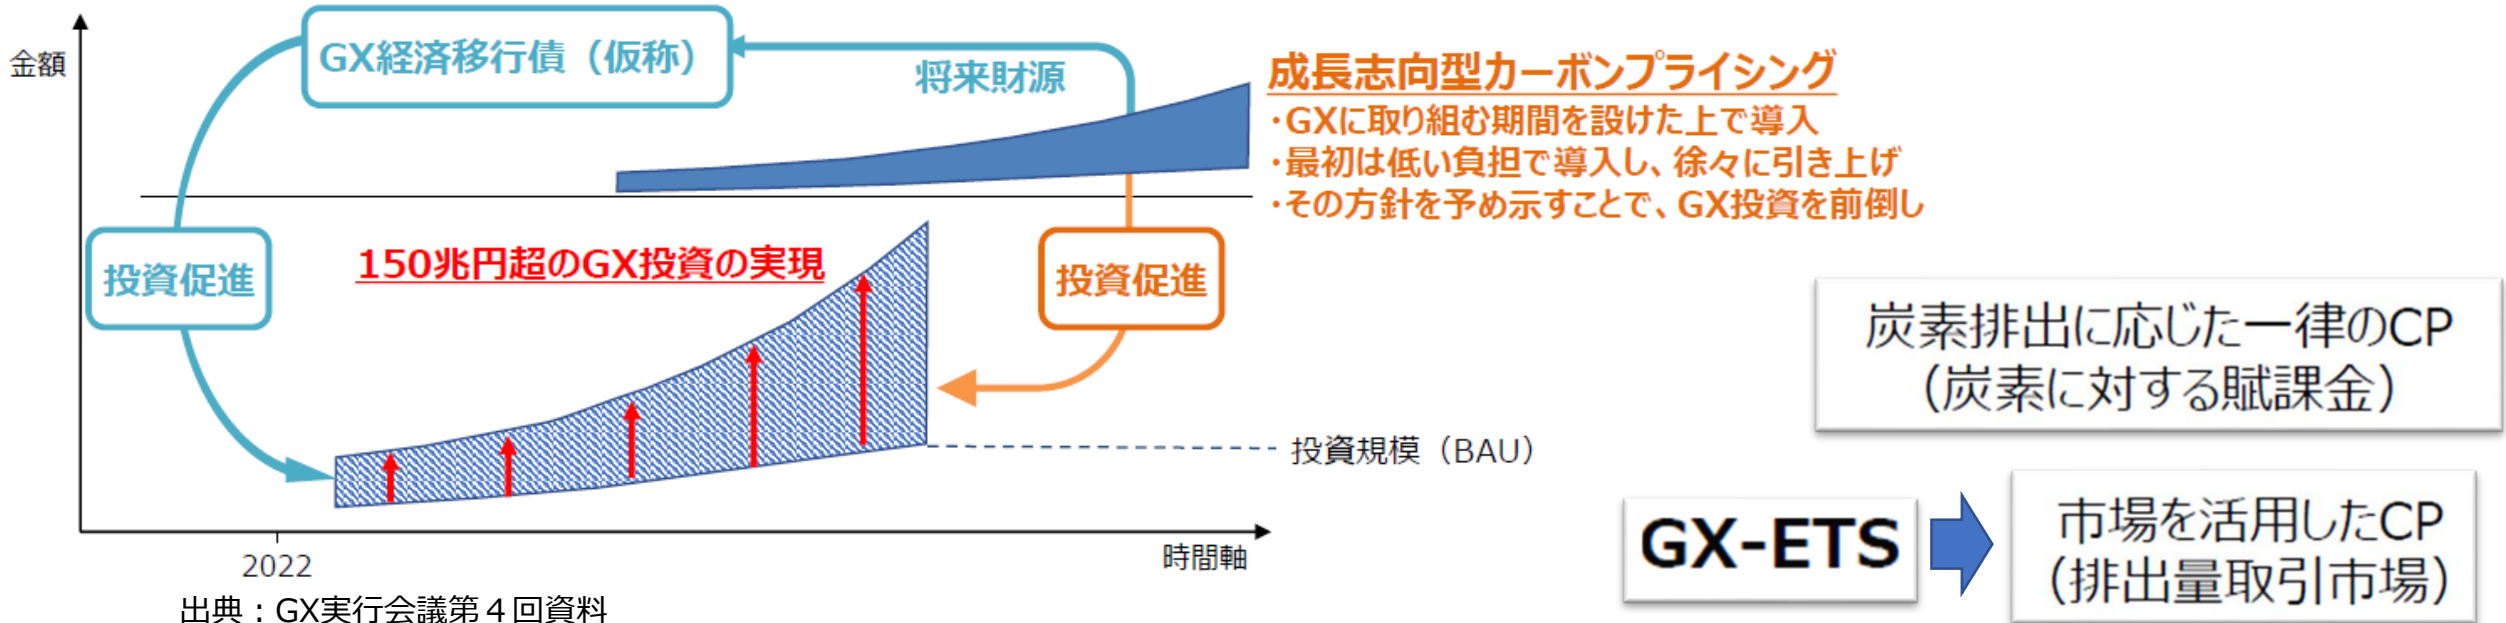 金額
GX経済移行債（仮称）
将来財源
成長志向型カーボンプライシング
・GXに取り組む期間を設けた上で導入
・最初は低い負担で導入し、徐々に引き上げ
・その方針を予め示すことで、GX投資を前倒し
投資促進
150兆円超のGX投資の実現
投資促進
炭素排出に応じた一律のCP
（炭素に対する賦課金）
投資規模（BAU）
GX-ETS
市場を活用したCP
（排出量取引市場）
2022
時間軸
出典：GX実行会議第４回資料